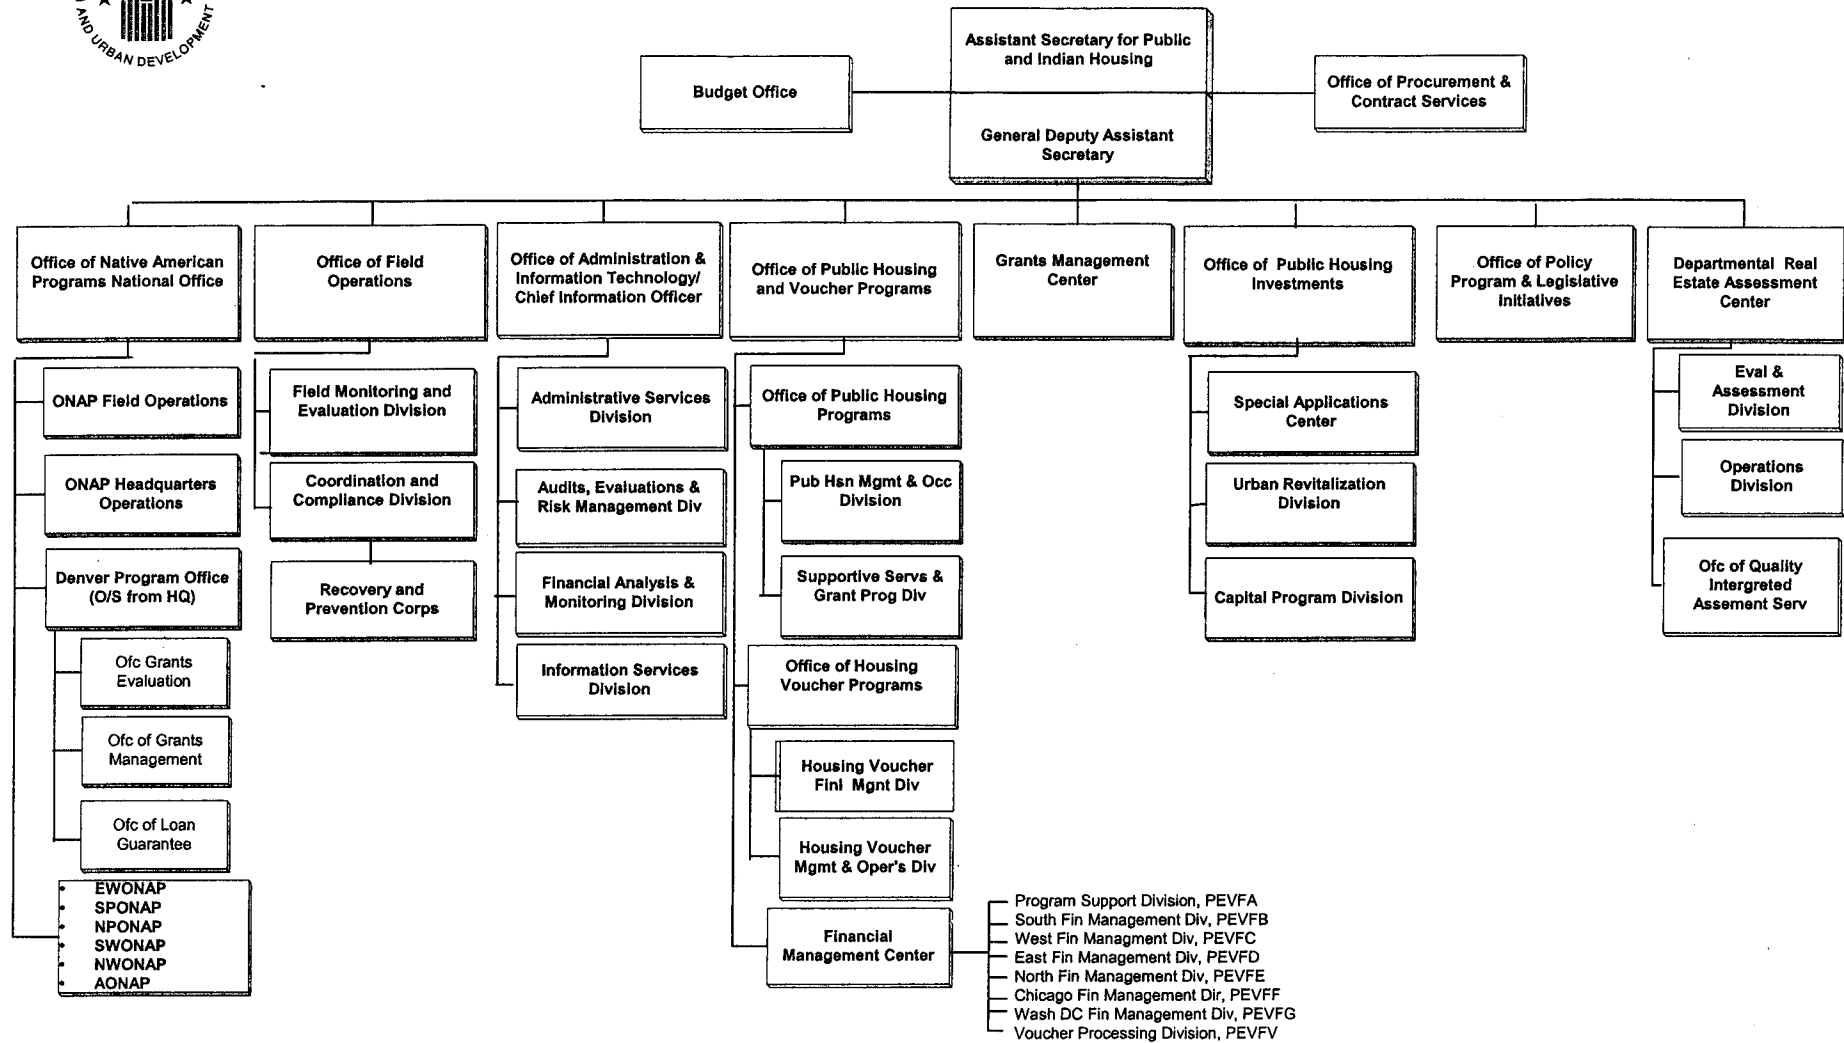 AND URBAN DEVELOPMENT
Assistant Secretary for Public
and Indian Housing
General Deputy Assistant
Secretary
Budget Office
Office of Procurement &
Contract Services
Office of Native American
Programs National Office
Office of Field
Operations
Office of Administration &
Information Technology/
Chief Information Officer
Office of Public Housing
and Voucher Programs
Grants Management
Center
Office of Public Housing
Investments
Office of Policy
Program & Legislative
Initiatives
Departmental Real
Estate Assessment
Center
ONAP Field Operations
ONAP Headquarters
Operations
Denver Program Office
(O/S from HQ)
Ofc Grants
Evaluation
Ofc of Grants
Management
Ofc of Loan
Guarantee
• EWONAP
• SPONAP
• NPONAP
• SWONAP
• NWONAP
• AONAP
Field Monitoring and
Evaluation Division
Coordination and
Compliance Division
Recovery and
Prevention Corps
Administrative Services
Division
Audits, Evaluations &
Risk Management Div
Financial Analysis &
Monitoring Division
Information Services
Division
Office of Public Housing
Programs
Pub Hsn Mgmt & Occ
Division
Supportive Servs &
Grant Prog Div
Office of Housing
Voucher Programs
Housing Voucher
Finl Mgnt Div
Housing Voucher
Mgmt & Oper's Div
Financial
Management Center
Program Support Division, PEVFA
South Fin Management Div, PEVFB
West Fin Managment Div, PEVFC
East Fin Management Div, PEVFD
North Fin Management Div, PEVFE
Chicago Fin Management Dir, PEVFF
Wash DC Fin Management Div, PEVFG
Voucher Processing Division, PEVFV
Special Applications
Center
Urban Revitalization
Division
Capital Program Division
Eval &
Assessment
Division
Operations
Division
Ofc of Quality
Intergreted
Assement Serv